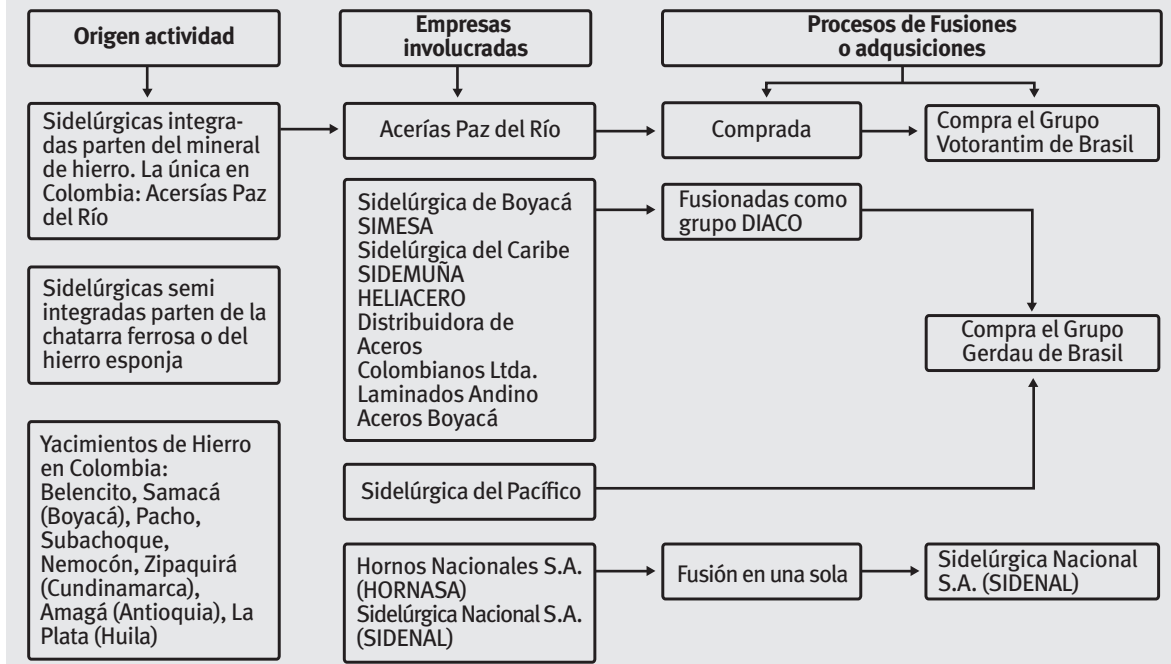 Origen actividad
Empresas
involucradas
Procesos de Fusiones
o adqusiciones
Sidelúrgicas integra-
das parten del mineral
de hierro. La única en
Colombia: Acersías Paz
del Río
Acerías Paz del Río
Comprada
Compra el Grupo
Votorantim de Brasil
Sidelúrgicas semi
integradas parten de la
chatarra ferrosa o del
hierro esponja
Sidelúrgica de Boyacá
SIMESA
Sidelúrgica del Caribe
SIDEMUÑA
HELIACERO
Distribuidora de
Aceros
Colombianos Ltda.
Laminados Andino
Aceros Boyacá
Fusionadas como
grupo DIACO
Compra el Grupo
Gerdau de Brasil
Yacimientos de Hierro
en Colombia:
Belencito, Samacá
(Boyacá), Pacho,
Subachoque,
Nemocón, Zipaquirá
(Cundinamarca),
Amagá (Antioquia), La
Plata (Huila)
Sidelúrgica del Pacífico
Hornos Nacionales S.A.
(HORNASA)
Sidelúrgica Nacional S.A.
(SIDENAL)
Fusión en una sola
Sidelúrgica Nacional
S.A. (SIDENAL)